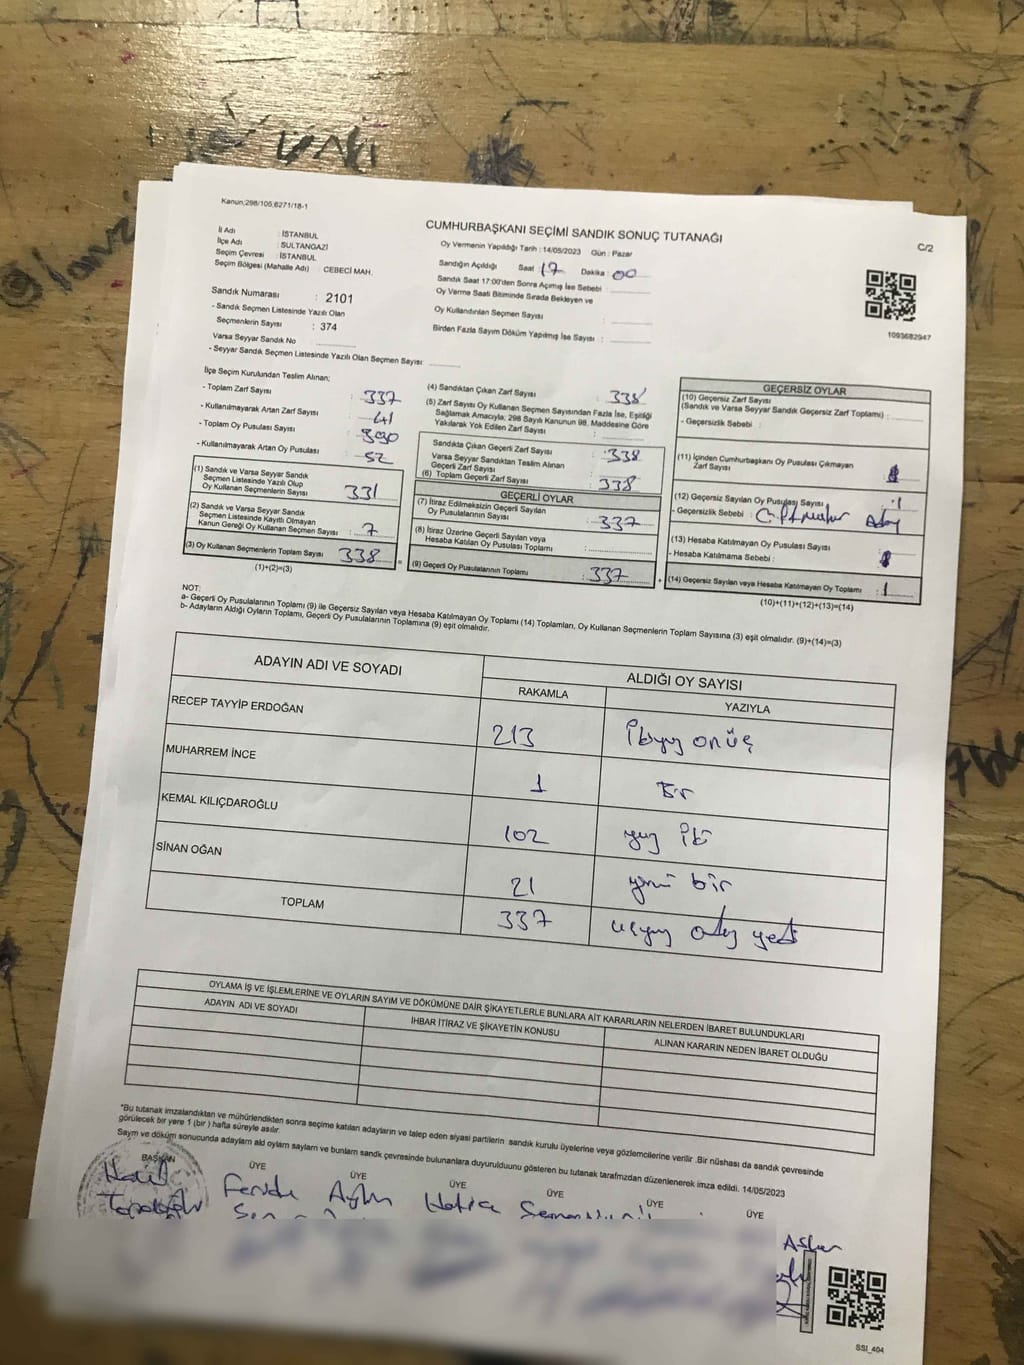 Kanun;298/105,6271/18-1
CUMHURBAŞKANI SEÇİMİ SANDIK SONUÇ TUTANAĞI
C/2
İl Adı : İSTANBUL
İlçe Adı : SULTANGAZİ
Seçim Çevresi : İSTANBUL
Seçim Bölgesi (Mahalle Adı) CEBECİ MAH.
Oy Vermenin Yapıldığı Tarih : 14/05/2023 Gün : Pazar
Sandığın Açıldığı Saat 17 Dakika : 00
Sandık Saat 17:00'den Sonra Açımış İse Sebebi :
Oy Verma Saati Bitiminde Sırada Bekleyen ve
Oy Kullandırılan Seçmen Sayısı :
Birden Fazla Sayım Döküm Yapılmış İse Sayısı :
1093682947
Sandık Numarası : 2101
- Sandık Seçmen Listesinde Yazılı Olan
Seçmenlerin Sayısı : 374
Varsa Seyyar Sandık No
- Seyyar Sandık Listesinde Yazılı Olan Seçmen Sayısı:
İlçe Seçim Kurulundan Teslim Alınan;
- Toplam Zarf Sayısı : 337
- Kullanılmayarak Artan Zarf Sayısı : 41
- Toplam Oy Pusulası Sayısı : 390
- Kullanılmayarak Artan Oy Pusulası : 52
(1) Sandık ve Varsa Seyyar Sandık
Seçmen Listesinde Yazılı Olup
Oy Kullanan Seçmenlerin Sayısı : 331
(2) Sandık ve Varsa Seyyar Sandık
Seçmen Listesinde Kayıtlı Olmayan
Kanun Gereği Oy Kullanan Seçmen Sayısı : 7
(3) Oy Kullanan Seçmenlerin Toplam Sayısı : 338
(1)+(2)=(3)
(4) Sandıktan Çıkan Zarf Sayısı : 338
(5) Zarf Sayısı Oy Kullanan Seçmen Sayısından Fazla İse, Eşitliği
Sağlamak Amacıyla; 298 Sayılı Kanunun 98. Maddesine Göre
Yakılarak Yok Edilen Zarf Sayısı :
Sandıkta Çıkan Geçerli Zarf Sayısı : 338
Varsa Seyyar Sandıktan Teslim Alınan
Geçerli Zarf Sayısı
(6) Toplam Geçerli Zarf Sayısı : 338
GEÇERLİ OYLAR
(7) İtiraz Edilmeksizin Geçerli Sayılan
Oy Pusulalarının Sayısı : 337
(8) İtiraz Üzerine Geçerli Sayılan veya
Hesaba Katılan Oy Pusulası Toplamı :
(9) Geçerli Oy Pusulalarının Toplamı : 337
GEÇERSİZ OYLAR
(10) Geçersiz Zarf Sayısı
(Sandık ve Varsa Seyyar Sandık Geçersiz Zarf Toplamı) :
- Geçersizlik Sebebi :
(11) İçinden Cumhurbaşkanı Oy Pusulası Çıkmayan
Zarf Sayısı
(12) Geçersiz Sayılan Oy Pusulası Sayısı : 1
- Geçersizlik Sebebi :
(13) Hesaba Katılmayan Oy Pusulası Sayısı
- Hesaba Katılmama Sebebi :
(14) Geçersiz Sayılan veya Hesaba Katılmayan Oy Toplamı : 1
(10)+(11)+(12)+(13)=(14)
NOT:
a- Geçerli Oy Pusulalarının Toplamı (9) ile Geçersiz Sayılan veya Hesaba Katılmayan Oy Toplamı (14) Toplamları, Oy Kullanan Seçmenlerin Toplam Sayısına (3) eşit olmalıdır. (9)+(14)=(3)
b- Adayların Aldığı Oyların Toplamı, Geçerli Oy Pusulalarının Toplamına (9) eşit olmalıdır.
ADAYIN ADI VE SOYADI ALDIĞI OY SAYISI
RAKAMLA YAZIYLA
RECEP TAYYİP ERDOĞAN 213 İkiyüz onüç
MUHARREM İNCE 1 Bir
KEMAL KILIÇDAROĞLU 102 yüz iki
SİNAN OĞAN 21 yirmi bir
TOPLAM 337 üçyüz otuz yedi
OYLAMA İŞ VE İŞLEMLERİNE VE OYLARIN SAYIM VE DÖKÜMÜNE DAİR ŞİKAYETLERLE BUNLARA AİT KARARLARIN NELERDEN İBARET BULUNDUKLARI
ADAYIN ADI VE SOYADI İHBAR İTİRAZ VE ŞİKAYETİN KONUSU ALINAN KARARIN NEDEN İBARET OLDUĞU
*Bu tutanak imzalandıktan ve mühürlendikten sonra seçime katılan adayların ve talep eden siyasi partilerin sandık kurulu üyelerine veya gözlemcilerine verilir .Bir nüshası da sandık çevresinde
görülecek bir yere 1 (bir ) hafta süreyle asılır.
Sayım ve döküm sonucunda adayların ald oyların sayların ve bunların sandk çevresinde bulunanlara duyurulduunu gösteren bu tutanak tarafmzdan düzenlenerek imza edildi. 14/05/2023
BAŞKAN ÜYE ÜYE ÜYE ÜYE ÜYE ÜYE
Halil Feride Aylin Hatice
SSI_404